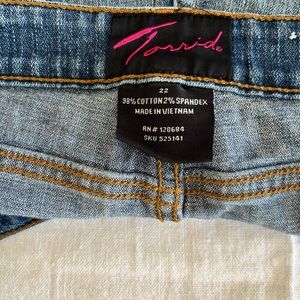 Torrid
22
98% COTTON 2% SPANDEX
MADE IN VIETNAM
RN# 120684
SKU 525141